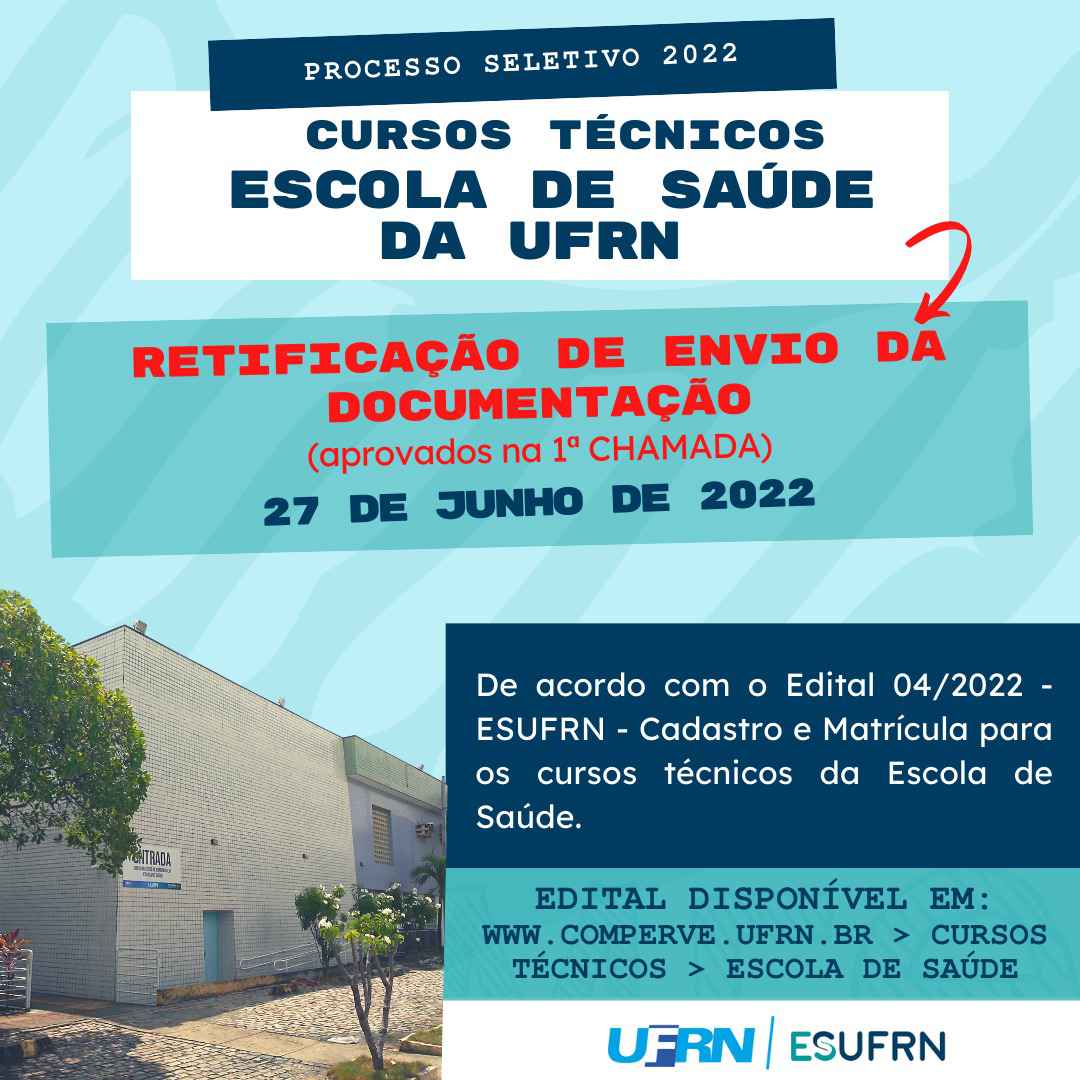 PROCESSO SELETIVO 2022
CURSOS TÉCNICOS
ESCOLA DE SAÚDE
DA UFRN
RETIFICAÇÃO DE ENVIO DA
DOCUMENTAÇÃO
(aprovados na 1ª CHAMADA)
27 DE JUNHO DE 2022
De acordo com o Edital 04/2022 -
ESUFRN - Cadastro e Matrícula para
os cursos técnicos da Escola de
Saúde.
ENTRADA
UFRN
EDITAL DISPONÍVEL EM:
WWW.COMPERVE.UFRN.BR > CURSOS
TÉCNICOS > ESCOLA DE SAÚDE
UFRN | ESUFRN